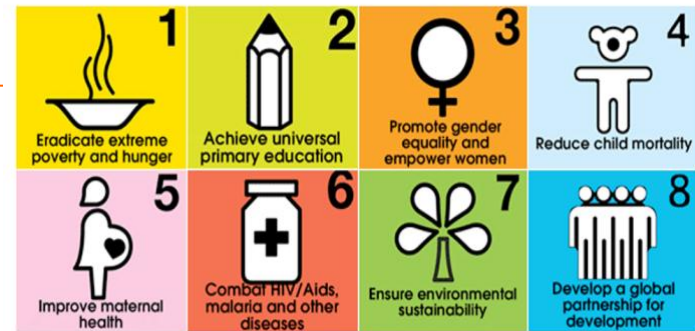 1
Eradicate extreme
poverty and hunger
2
Achieve universal
primary education
3
Promote gender
equality and
empower women
4
Reduce child mortality
5
Improve maternal
health
6
Combat HIV/Aids,
malaria and other
diseases
7
Ensure environmental
sustainability
8
Develop a global
partnership for
development